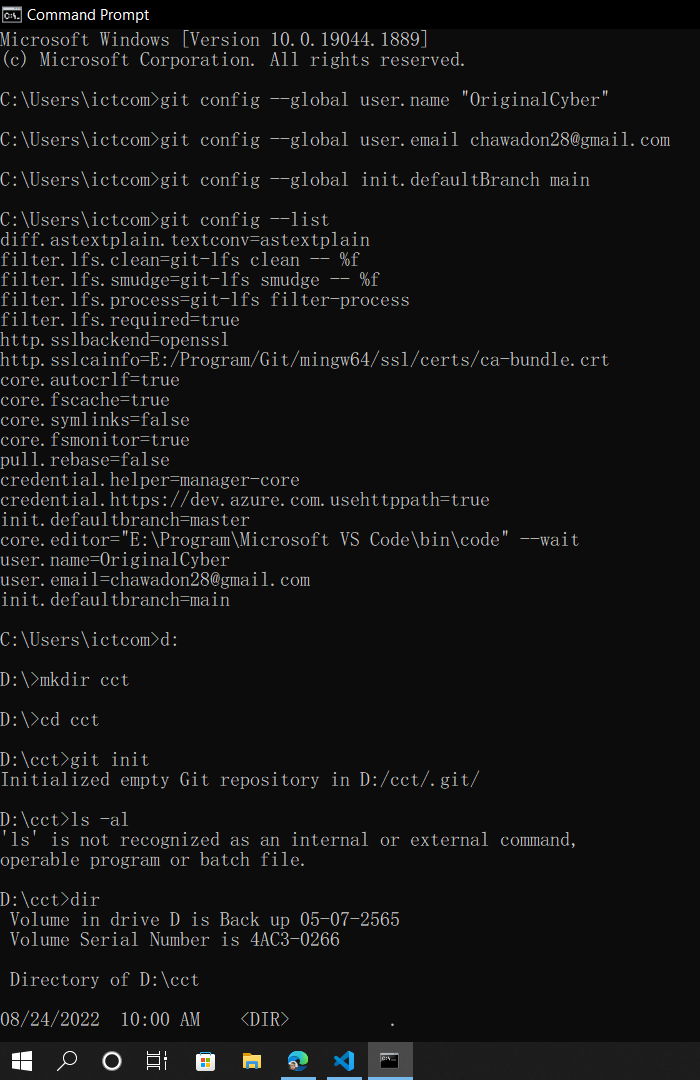 Command Prompt
Microsoft Windows [Version 10.0.19044.1889]
(c) Microsoft Corporation. All rights reserved.
C:\Users\ictcom>git config --global user.name "OriginalCyber"
C:\Users\ictcom>git config --global user.email chawadon28@gmail.com
C:\Users\ictcom>git config --global init.defaultBranch main
C:\Users\ictcom>git config --list
diff.astextplain.textconv=astextplain
filter.lfs.clean=git-lfs clean -- %f
filter.lfs.smudge=git-lfs smudge -- %f
filter.lfs.process=git-lfs filter-process
filter.lfs.required=true
http.sslbackend=openssl
http.sslcainfo=E:/Program/Git/mingw64/ssl/certs/ca-bundle.crt
core.autocrlf=true
core.fscache=true
core.symlinks=false
core.fsmonitor=true
pull.rebase=false
credential.helper=manager-core
credential.https://dev.azure.com.usehttppath=true
init.defaultbranch=master
core.editor="E:\Program\Microsoft VS Code\bin\code" --wait
user.name=OriginalCyber
user.email=chawadon28@gmail.com
init.defaultbranch=main
C:\Users\ictcom>d:
D:\>mkdir cct
D:\>cd cct
D:\cct>git init
Initialized empty Git repository in D:/cct/.git/
D:\cct>ls -al
'ls' is not recognized as an internal or external command,
operable program or batch file.
D:\cct>dir
Volume in drive D is Back up 05-07-2565
Volume Serial Number is 4AC3-0266
Directory of D:\cct
08/24/2022  10:00 AM    <DIR>          .